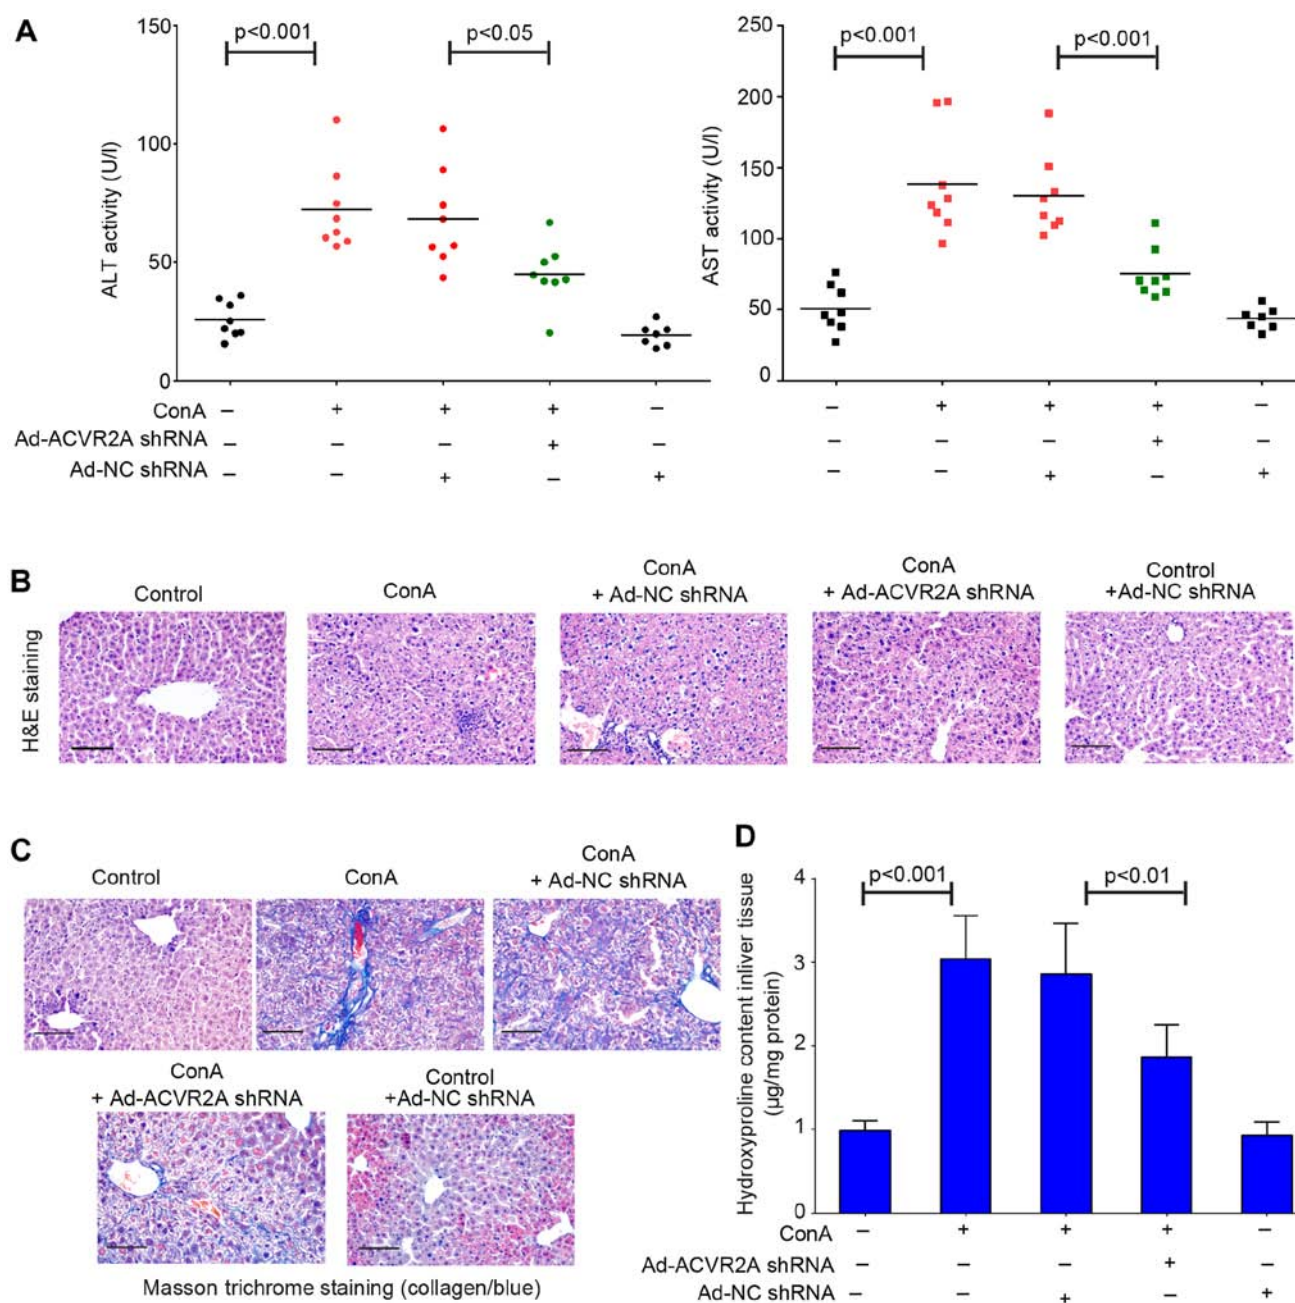 A
150
100
50
0
ALT activity (U/l)
p<0.001
p<0.05
250
200
150
100
50
0
AST activity (U/l)
p<0.001
p<0.001
ConA – + + + – – + + + –
Ad-ACVR2A shRNA – – – + – – – – + –
Ad-NC shRNA – – + – + – – + – +
B
H&E staining
Control
ConA
ConA
+ Ad-NC shRNA
ConA
+ Ad-ACVR2A shRNA
Control
+Ad-NC shRNA
C
Control
ConA
ConA
+ Ad-NC shRNA
ConA
+ Ad-ACVR2A shRNA
Control
+Ad-NC shRNA
Masson trichrome staining (collagen/blue)
D
4
3
2
1
0
Hydroxyproline content inliver tissue
(µg/mg protein)
p<0.001
p<0.01
ConA – + + + –
Ad-ACVR2A shRNA – – – + –
Ad-NC shRNA – – + – +